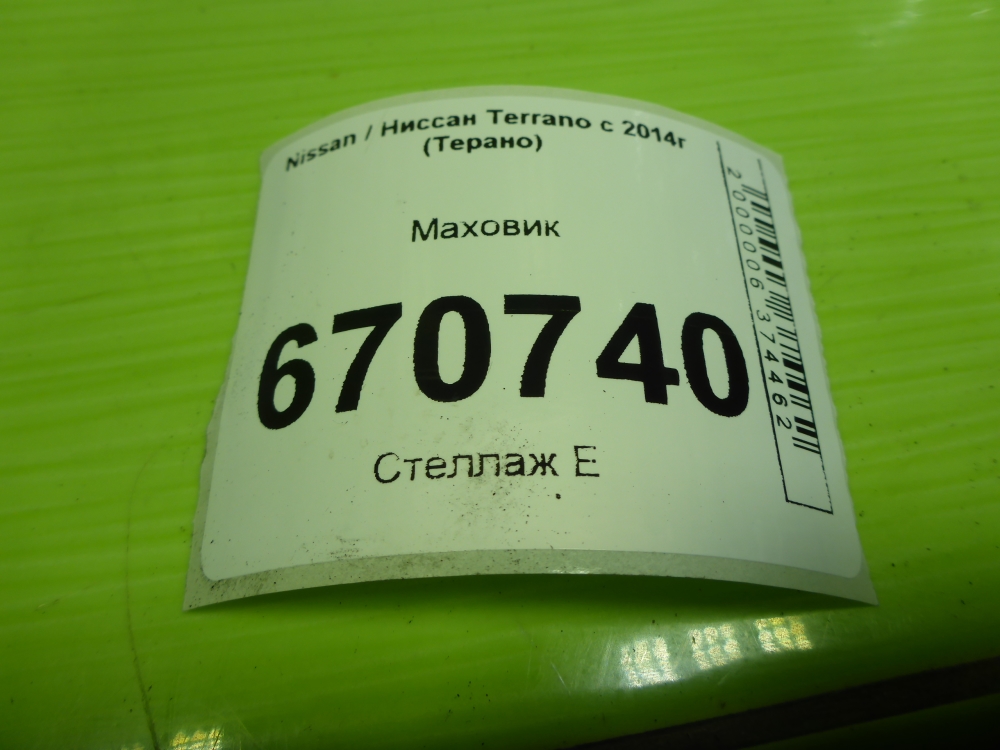 Nissan / Ниссан Terrano с 2014г
(Терано)
Маховик
670740
Стеллаж Е
2000006374462